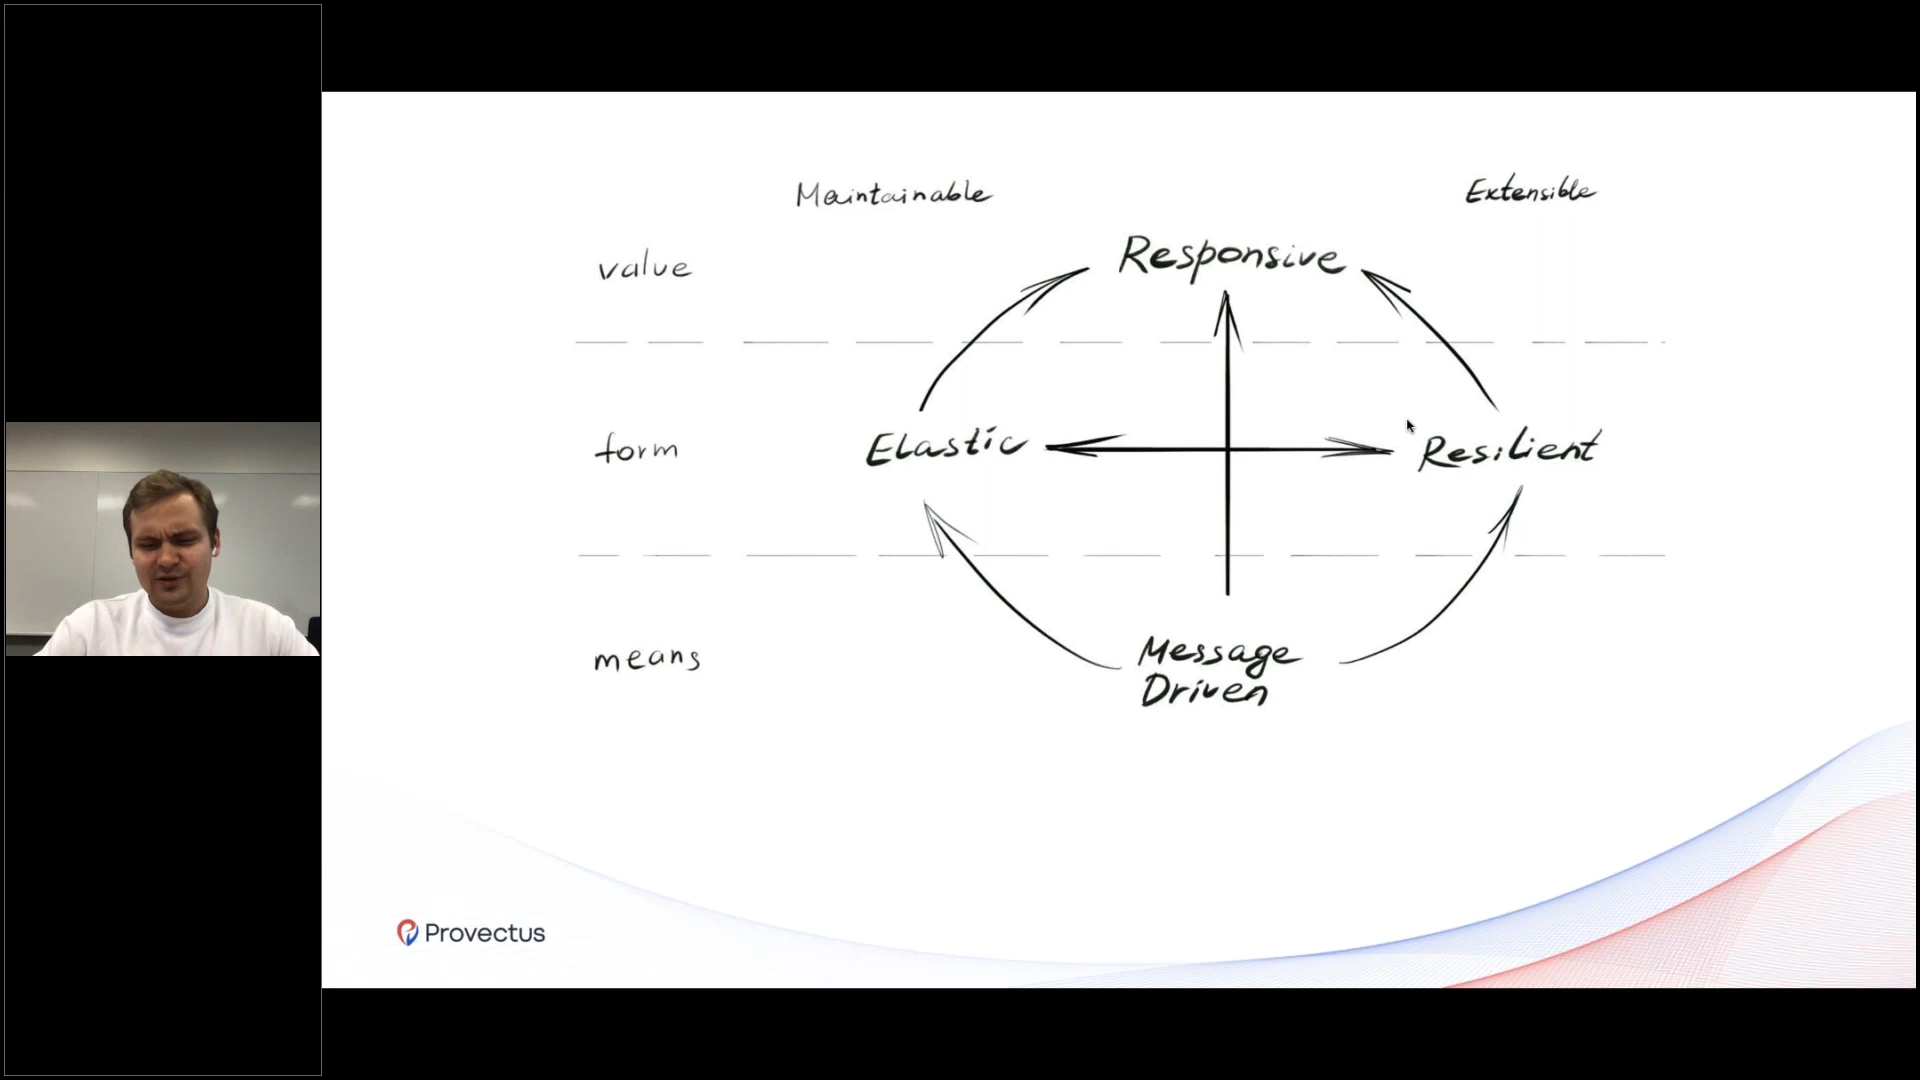 Maintainable
Extensible
value
Responsive
form
Elastic
Resilient
means
Message
Driven
Provectus